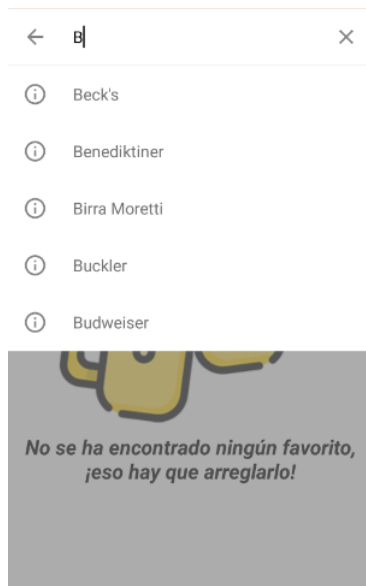 B
Beck's
Benediktiner
Birra Moretti
Buckler
Budweiser
No se ha encontrado ningún favorito,
¡eso hay que arreglarlo!